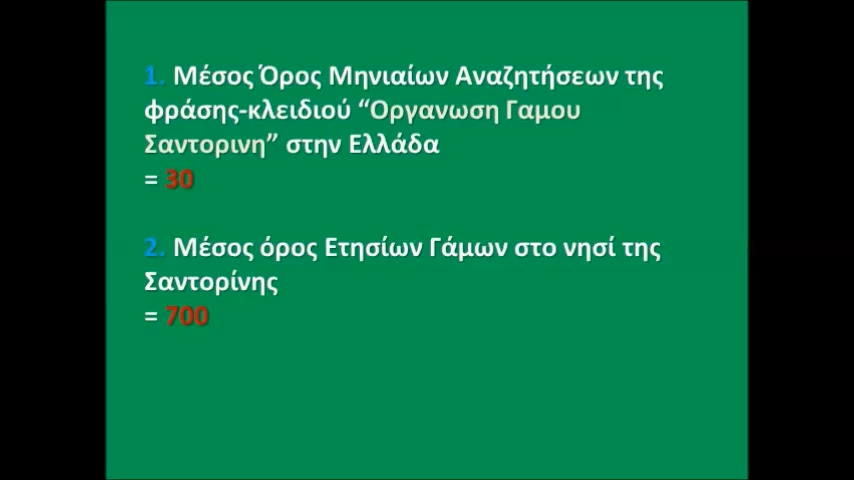 1. Μέσος Όρος Μηνιαίων Αναζητήσεων της
φράσης-κλειδιού “Οργανωση Γαμου
Σαντορινη” στην Ελλάδα
= 30
2. Μέσος όρος Ετησίων Γάμων στο νησί της
Σαντορίνης
= 700